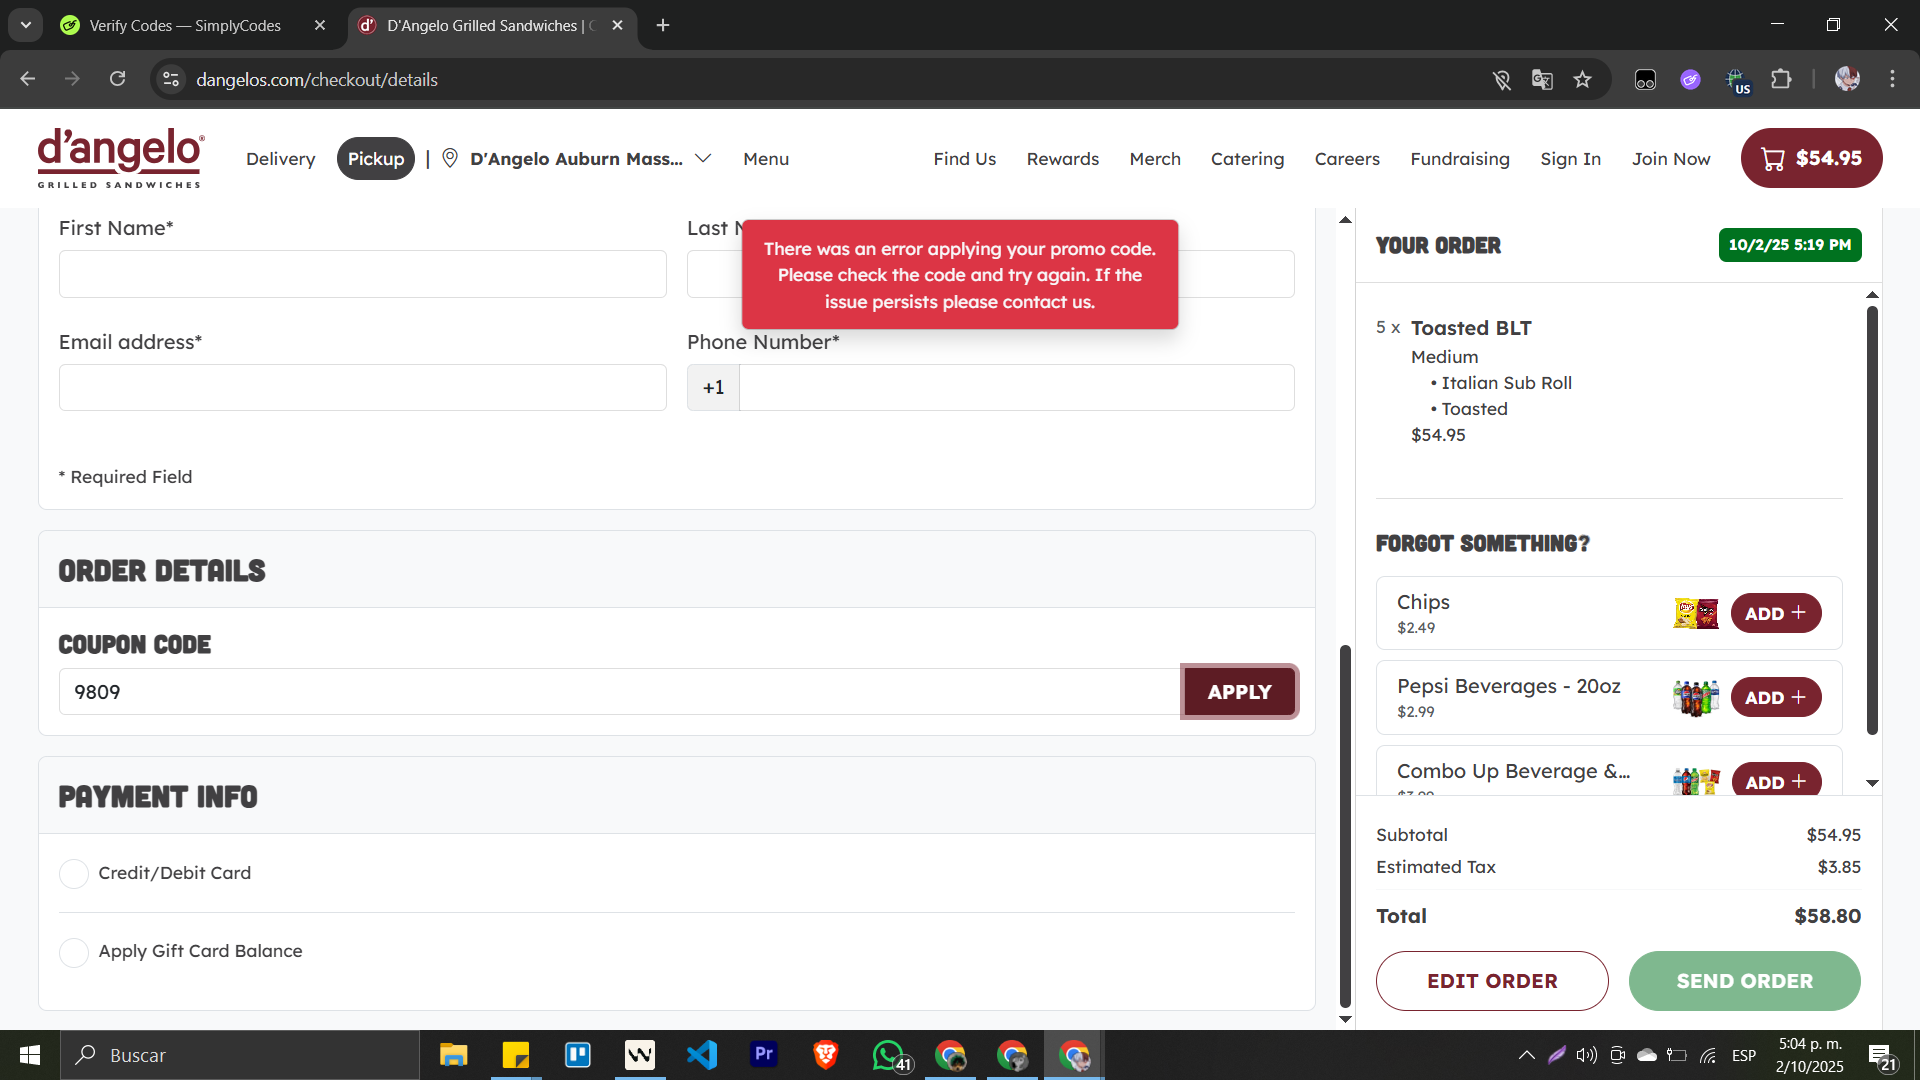 Verify Codes — SimplyCodes
D'Angelo Grilled Sandwiches |
dangelos.com/checkout/details
US
d'angelo®
GRILLED SANDWICHES
Delivery
Pickup
|
D'Angelo Auburn Mass...
Menu
Find Us
Rewards
Merch
Catering
Careers
Fundraising
Sign In
Join Now
$54.95
First Name*
Last N
There was an error applying your promo code.
Please check the code and try again. If the
issue persists please contact us.
Email address*
Phone Number*
+1
* Required Field
ORDER DETAILS
COUPON CODE
9809
APPLY
PAYMENT INFO
Credit/Debit Card
Apply Gift Card Balance
YOUR ORDER
10/2/25 5:19 PM
5 x Toasted BLT
Medium
• Italian Sub Roll
• Toasted
$54.95
FORGOT SOMETHING?
Chips
$2.49
ADD +
Pepsi Beverages - 20oz
$2.99
ADD +
Combo Up Beverage &...
ADD +
Subtotal $54.95
Estimated Tax $3.85
Total $58.80
EDIT ORDER
SEND ORDER
Buscar
Pr
41
ESP
5:04 p. m.
2/10/2025
21